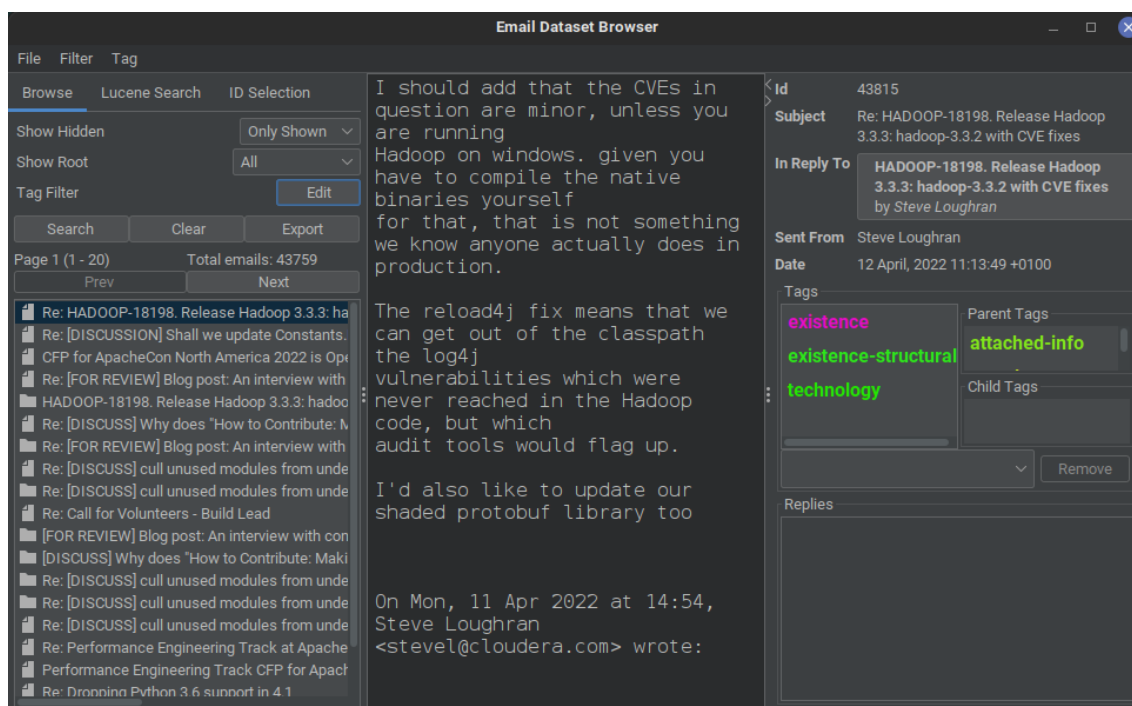 Email Dataset Browser
File Filter Tag
Browse Lucene Search ID Selection
Show Hidden Only Shown
Show Root All
Tag Filter Edit
Search Clear Export
Page 1 (1 - 20) Total emails: 43759
Prev Next
Re: HADOOP-18198. Release Hadoop 3.3.3: ha
Re: [DISCUSSION] Shall we update Constants.
CFP for ApacheCon North America 2022 is Ope
Re: [FOR REVIEW] Blog post: An interview with
HADOOP-18198. Release Hadoop 3.3.3: hadoo
Re: [DISCUSS] Why does "How to Contribute: M
Re: [FOR REVIEW] Blog post: An interview with
Re: [DISCUSS] cull unused modules from unde
Re: [DISCUSS] cull unused modules from unde
Re: Call for Volunteers - Build Lead
[FOR REVIEW] Blog post: An interview with con
[DISCUSS] Why does "How to Contribute: Maki
Re: [DISCUSS] cull unused modules from unde
Re: [DISCUSS] cull unused modules from unde
Re: [DISCUSS] cull unused modules from unde
Re: Performance Engineering Track at Apache
Performance Engineering Track CFP for Apach
Re: Dropping Python 3.6 support in 4.1
I should add that the CVEs in
question are minor, unless you
are running
Hadoop on windows. given you
have to compile the native
binaries yourself
for that, that is not something
we know anyone actually does in
production.
The reload4j fix means that we
can get out of the classpath
the log4j
vulnerabilities which were
never reached in the Hadoop
code, but which
audit tools would flag up.
I'd also like to update our
shaded protobuf library too
On Mon, 11 Apr 2022 at 14:54,
Steve Loughran
<stevel@cloudera.com> wrote:
Id 43815
Subject Re: HADOOP-18198. Release Hadoop
3.3.3: hadoop-3.3.2 with CVE fixes
In Reply To HADOOP-18198. Release Hadoop
3.3.3: hadoop-3.3.2 with CVE fixes
by Steve Loughran
Sent From Steve Loughran
Date 12 April, 2022 11:13:49 +0100
Tags
existence
existence-structural
technology
Parent Tags
attached-info
Child Tags
Remove
Replies